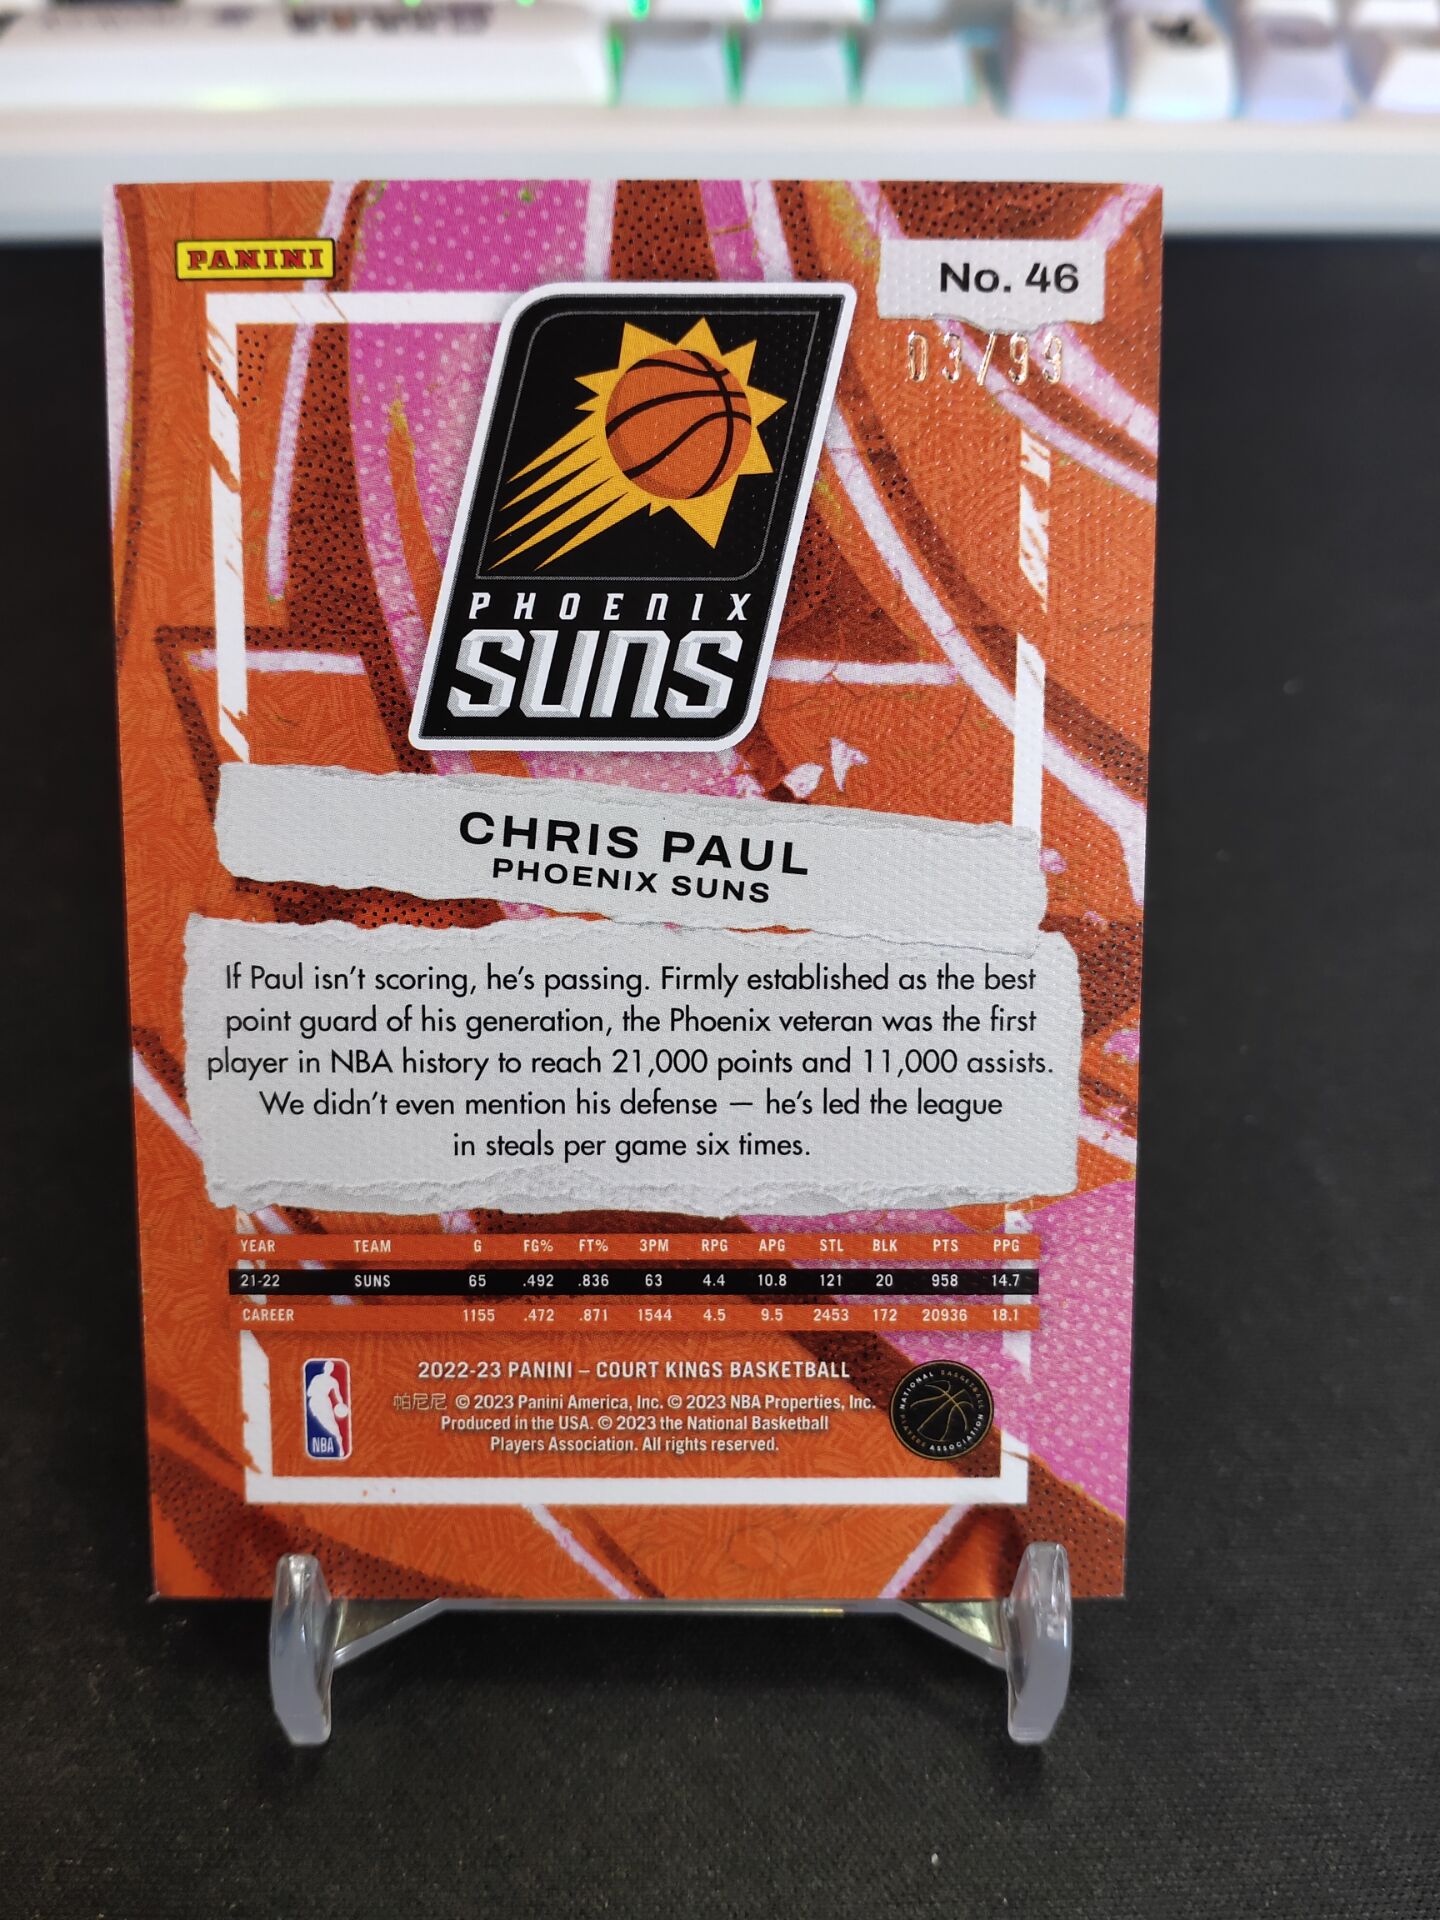 PANINI
No. 46
03/99
PHOENIX
SUNS
CHRIS PAUL
PHOENIX SUNS
If Paul isn't scoring, he's passing. Firmly established as the best
point guard of his generation, the Phoenix veteran was the first
player in NBA history to reach 21,000 points and 11,000 assists.
We didn't even mention his defense — he's led the league
in steals per game six times.
YEAR TEAM G FG% FT% 3PM RPG APG STL BLK PTS PPG
21-22 SUNS 65 .492 .836 63 4.4 10.8 121 20 958 14.7
CAREER 1155 .472 .871 1544 4.5 9.5 2453 172 20936 18.1
2022-23 PANINI – COURT KINGS BASKETBALL
帕尼尼 © 2023 Panini America, Inc. © 2023 NBA Properties, Inc.
Produced in the USA. © 2023 the National Basketball
Players Association. All rights reserved.
NBA
NATIONAL BASKETBALL
PLAYERS ASSOCIATION